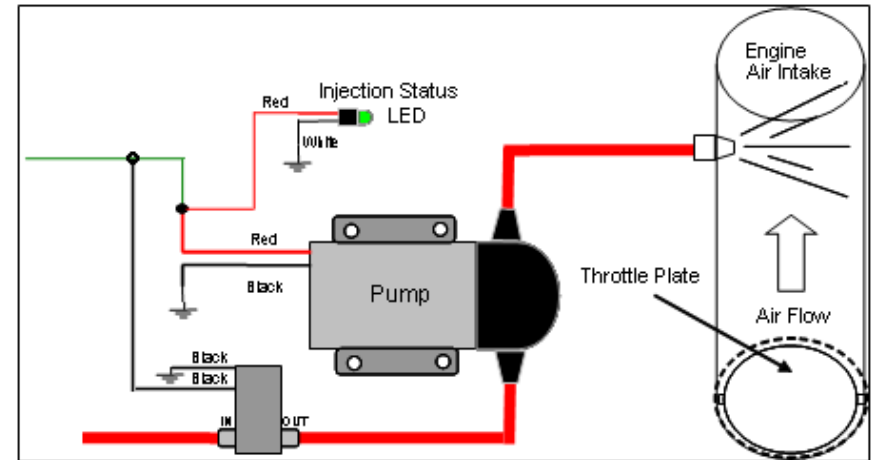 Engine
Air Intake
Injection Status
LED
Red
White
Red
Black
Pump
Throttle Plate
Air Flow
Black
Black
IN
OUT